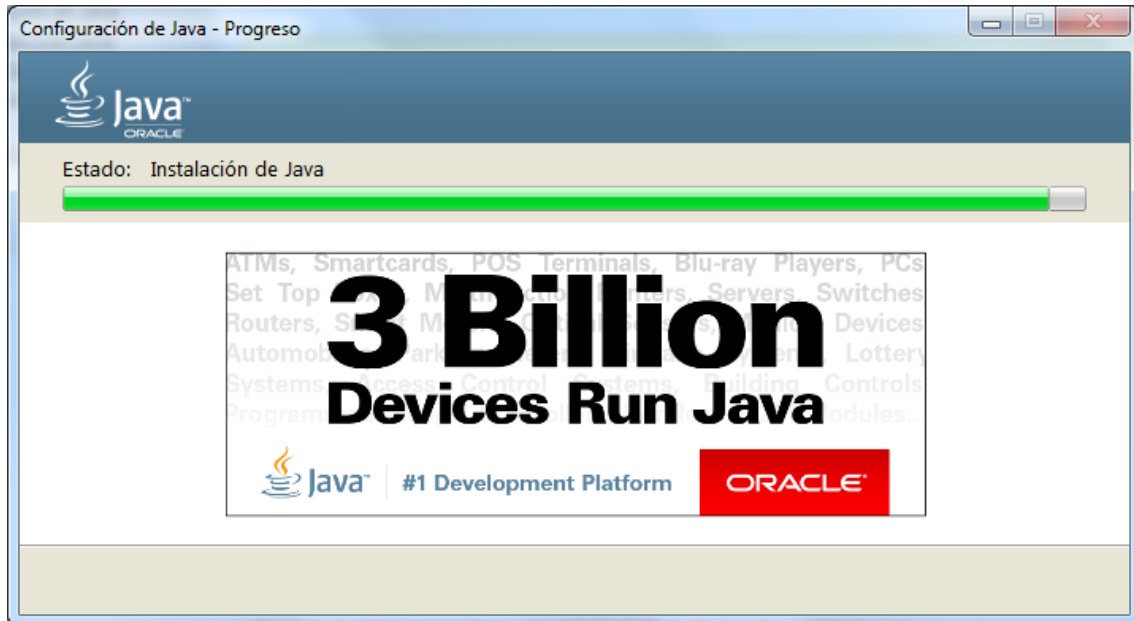 Configuración de Java - Progreso
Java™
ORACLE
Estado: Instalación de Java
ATMs, Smartcards, POS Terminals, Blu-ray Players, PCs
Set Top Servers, Switches
Routers, Devices
Lottery
Systems, Access Control Systems, Building Controls
3 Billion
Devices Run Java
Java™ #1 Development Platform ORACLE